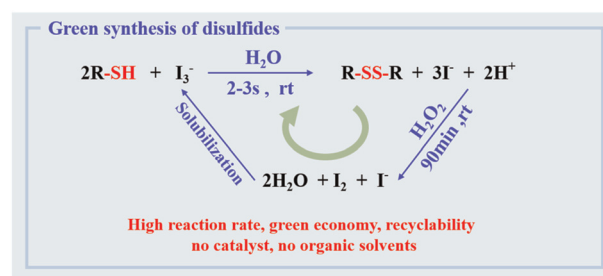 Green synthesis of disulfides
2R-SH + I₃⁻ H₂O R-SS-R + 3I⁻ + 2H⁺
2-3s , rt
Solubilization
H₂O₂
90min ,rt
2H₂O + I₂ + I⁻
High reaction rate, green economy, recyclability
no catalyst, no organic solvents